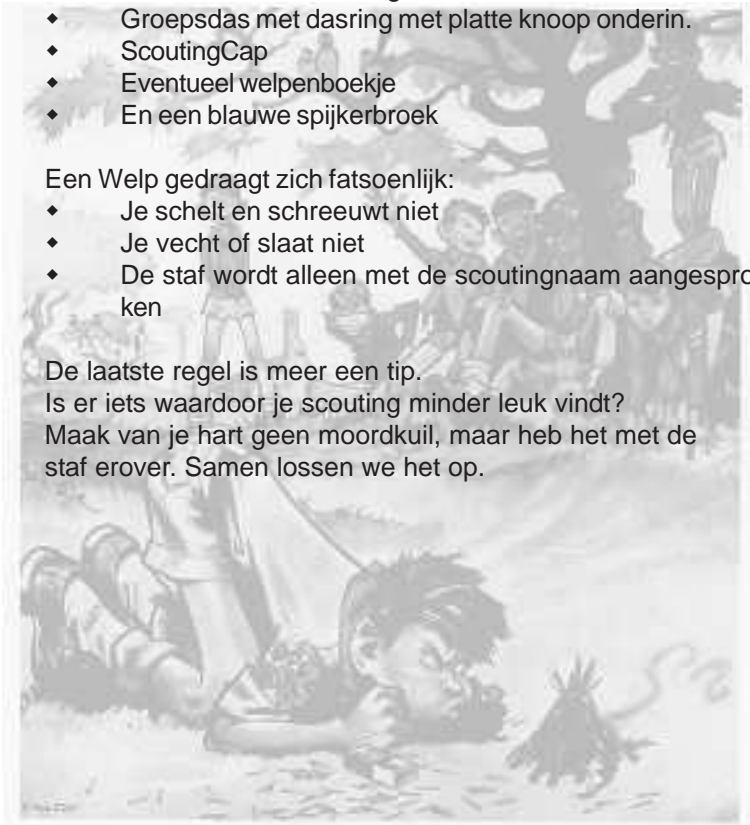 ◆ Groepsdas met dasring met platte knoop onderin.
◆ ScoutingCap
◆ Eventueel welpenboekje
◆ En een blauwe spijkerbroek
Een Welp gedraagt zich fatsoenlijk:
◆ Je schelt en schreeuwt niet
◆ Je vecht of slaat niet
◆ De staf wordt alleen met de scoutingnaam aangespro
ken
De laatste regel is meer een tip.
Is er iets waardoor je scouting minder leuk vindt?
Maak van je hart geen moordkuil, maar heb het met de
staf erover. Samen lossen we het op.